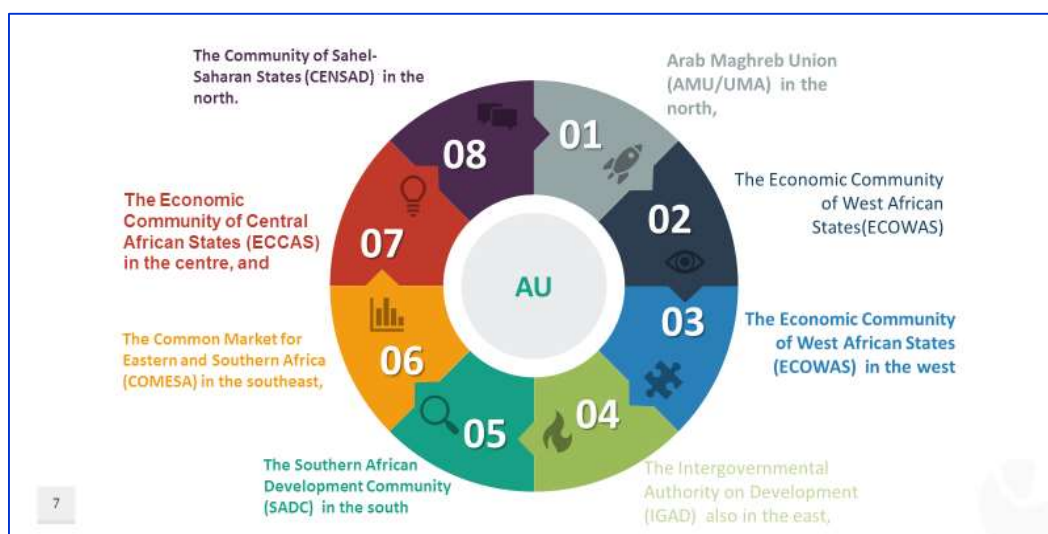 The Community of Sahel-
Saharan States (CENSAD) in the
north.
Arab Maghreb Union
(AMU/UMA) in the
north,
08
01
The Economic Community
of West African
States(ECOWAS)
02
The Economic
Community of Central
African States (ECCAS)
in the centre, and
07
AU
03
The Economic Community
of West African States
(ECOWAS) in the west
The Common Market for
Eastern and Southern Africa
(COMESA) in the southeast,
06
05
04
The Southern African
Development Community
(SADC) in the south
The Intergovernmental
Authority on Development
(IGAD) also in the east,
7